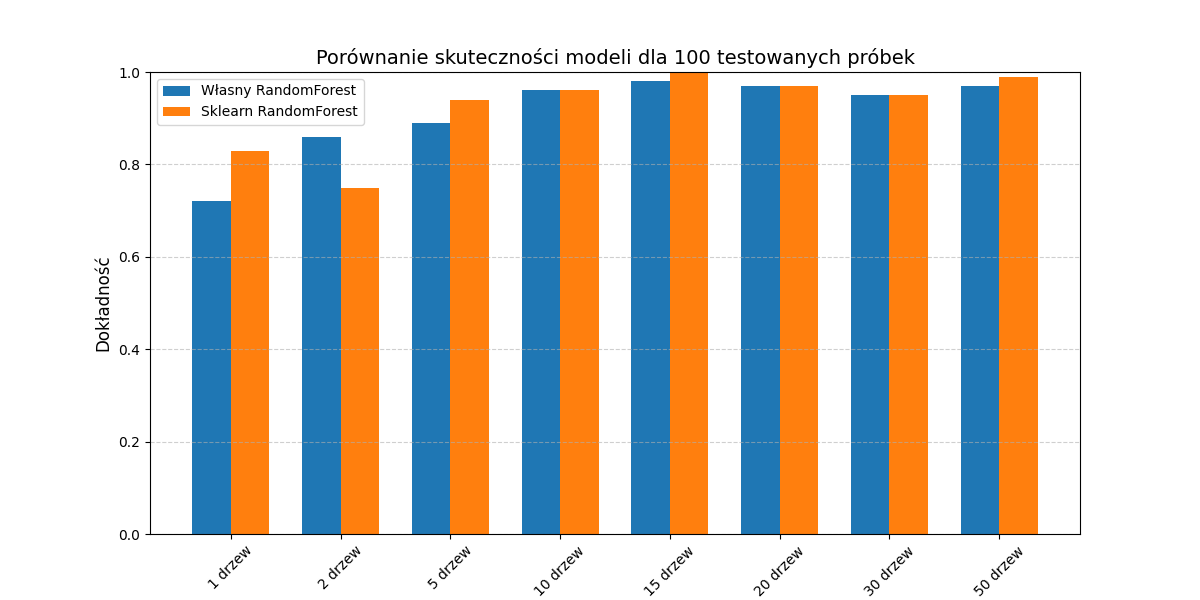 Porównanie skuteczności modeli dla 100 testowanych próbek
Własny RandomForest
Sklearn RandomForest
Dokładność
1.0
0.8
0.6
0.4
0.2
0.0
1 drzew
2 drzew
5 drzew
10 drzew
15 drzew
20 drzew
30 drzew
50 drzew